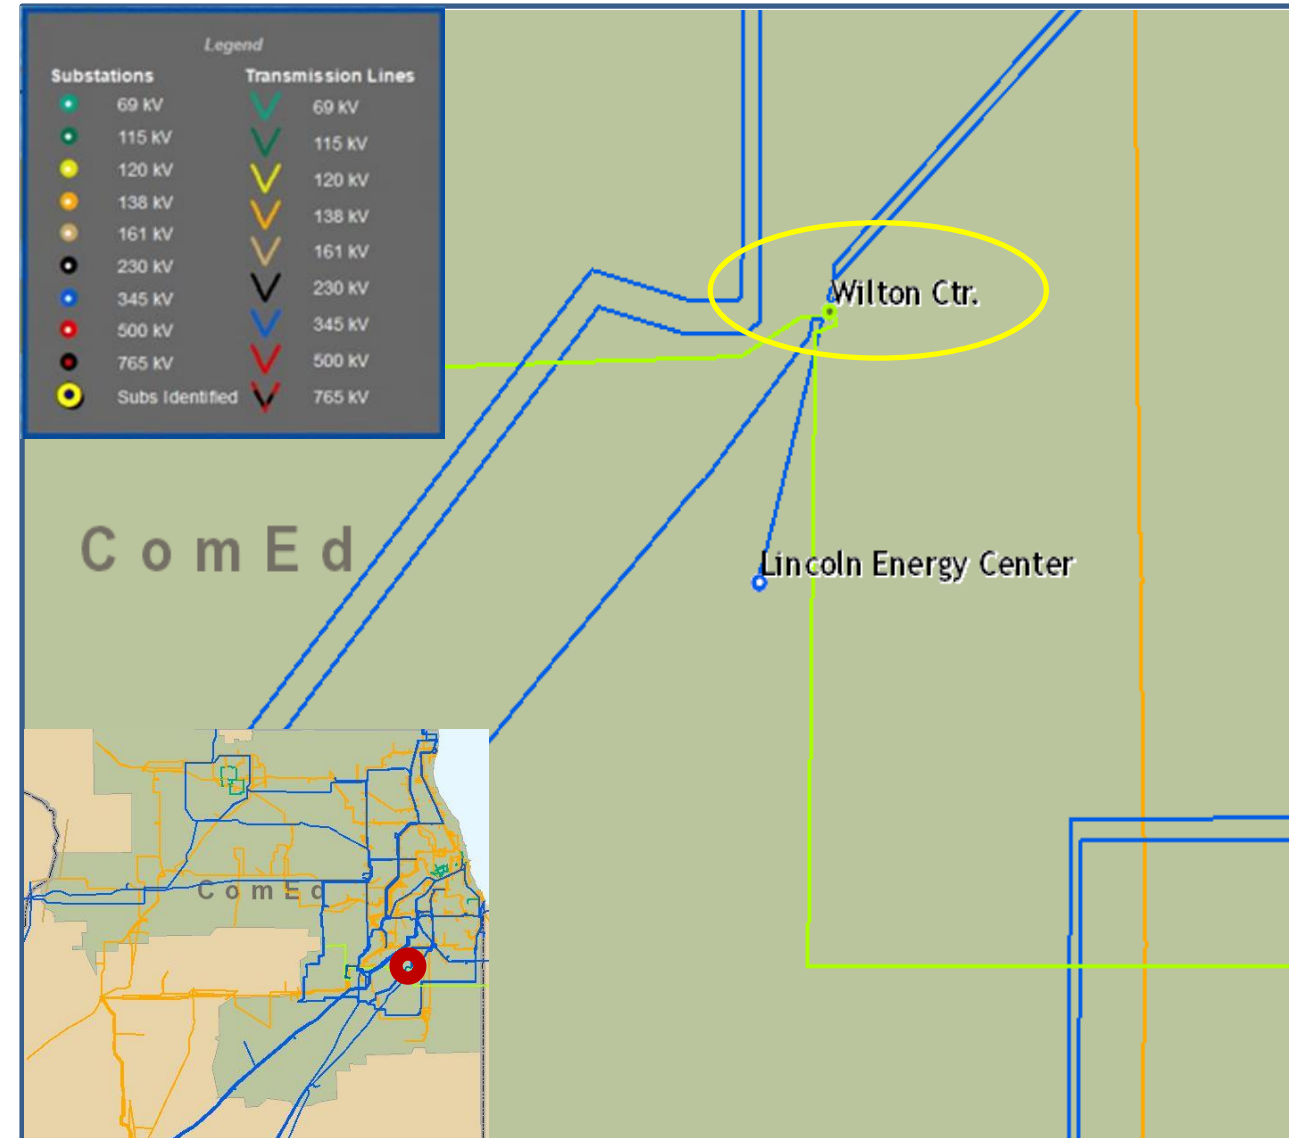 Legend
Substations Transmission Lines
69 kV 69 kV
115 kV 115 kV
120 kV 120 kV
138 kV 138 kV
161 kV 161 kV
230 kV 230 kV
345 kV 345 kV
500 kV 500 kV
765 kV 765 kV
Subs Identified
Wilton Ctr.
ComEd
Lincoln Energy Center
ComEd